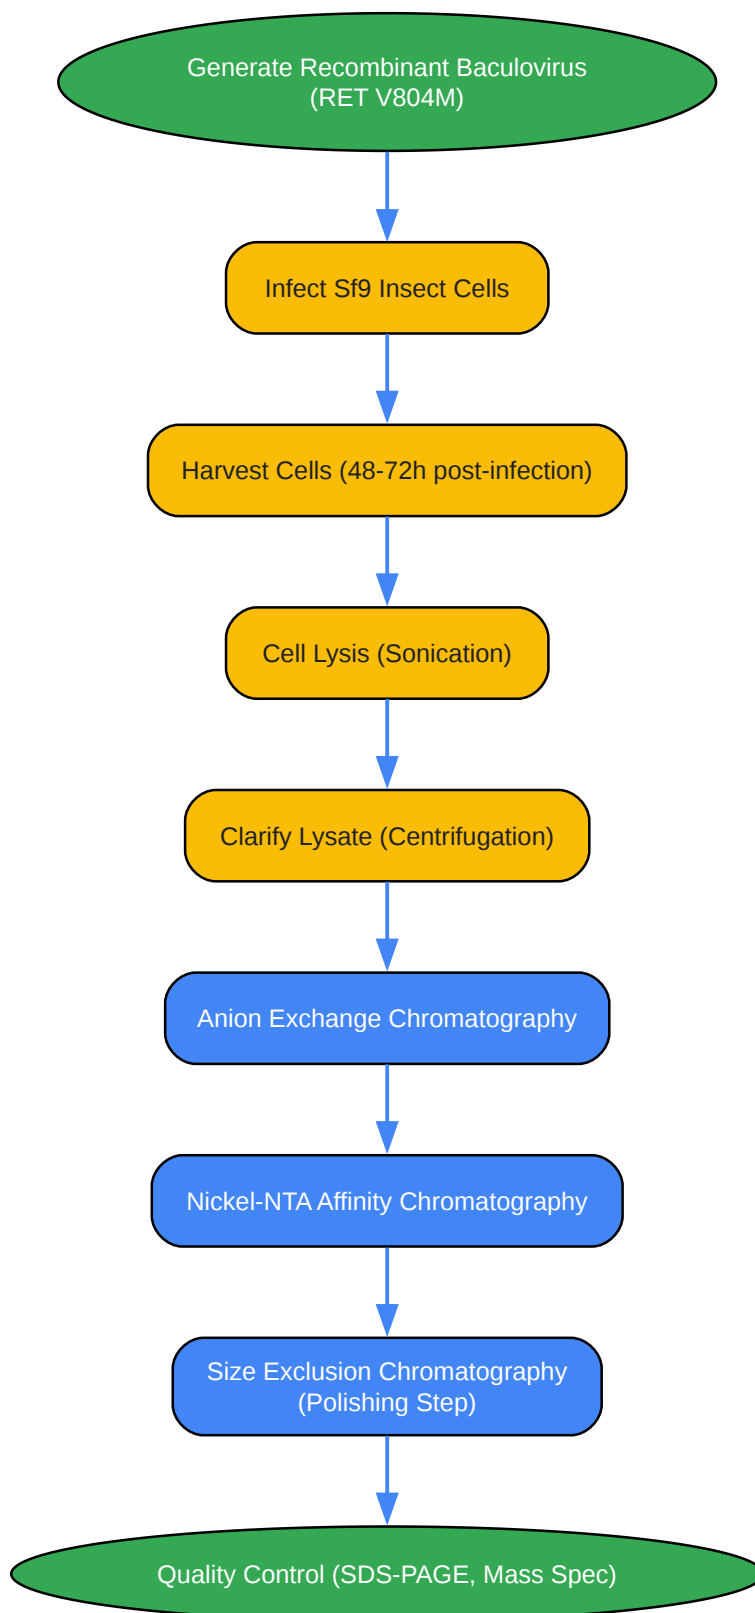 Generate Recombinant Baculovirus
(RET V804M)
Infect Sf9 Insect Cells
Harvest Cells (48-72h post-infection)
Cell Lysis (Sonication)
Clarify Lysate (Centrifugation)
Anion Exchange Chromatography
Nickel-NTA Affinity Chromatography
Size Exclusion Chromatography
(Polishing Step)
Quality Control (SDS-PAGE, Mass Spec)